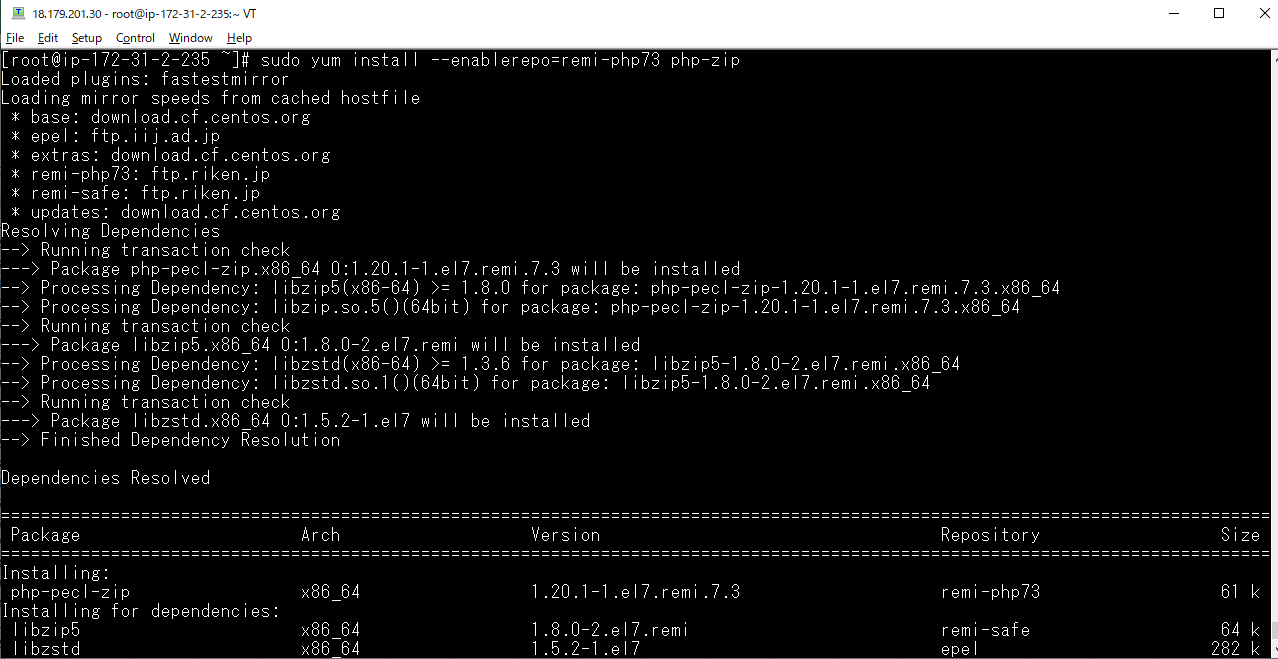 18.179.201.30 - root@ip-172-31-2-235:~ VT
File Edit Setup Control Window Help
[root@ip-172-31-2-235 ~]# sudo yum install --enablerepo=remi-php73 php-zip
Loaded plugins: fastestmirror
Loading mirror speeds from cached hostfile
 * base: download.cf.centos.org
 * epel: ftp.iij.ad.jp
 * extras: download.cf.centos.org
 * remi-php73: ftp.riken.jp
 * remi-safe: ftp.riken.jp
 * updates: download.cf.centos.org
Resolving Dependencies
--> Running transaction check
---> Package php-pecl-zip.x86_64 0:1.20.1-1.el7.remi.7.3 will be installed
--> Processing Dependency: libzip5(x86-64) >= 1.8.0 for package: php-pecl-zip-1.20.1-1.el7.remi.7.3.x86_64
--> Processing Dependency: libzip.so.5()(64bit) for package: php-pecl-zip-1.20.1-1.el7.remi.7.3.x86_64
--> Running transaction check
---> Package libzip5.x86_64 0:1.8.0-2.el7.remi will be installed
--> Processing Dependency: libzstd(x86-64) >= 1.3.6 for package: libzip5-1.8.0-2.el7.remi.x86_64
--> Processing Dependency: libzstd.so.1()(64bit) for package: libzip5-1.8.0-2.el7.remi.x86_64
--> Running transaction check
---> Package libzstd.x86_64 0:1.5.2-1.el7 will be installed
--> Finished Dependency Resolution
Dependencies Resolved
================================================================================================================================
 Package Arch Version Repository Size
================================================================================================================================
Installing:
 php-pecl-zip x86_64 1.20.1-1.el7.remi.7.3 remi-php73 61 k
Installing for dependencies:
 libzip5 x86_64 1.8.0-2.el7.remi remi-safe 64 k
 libzstd x86_64 1.5.2-1.el7 epel 282 k